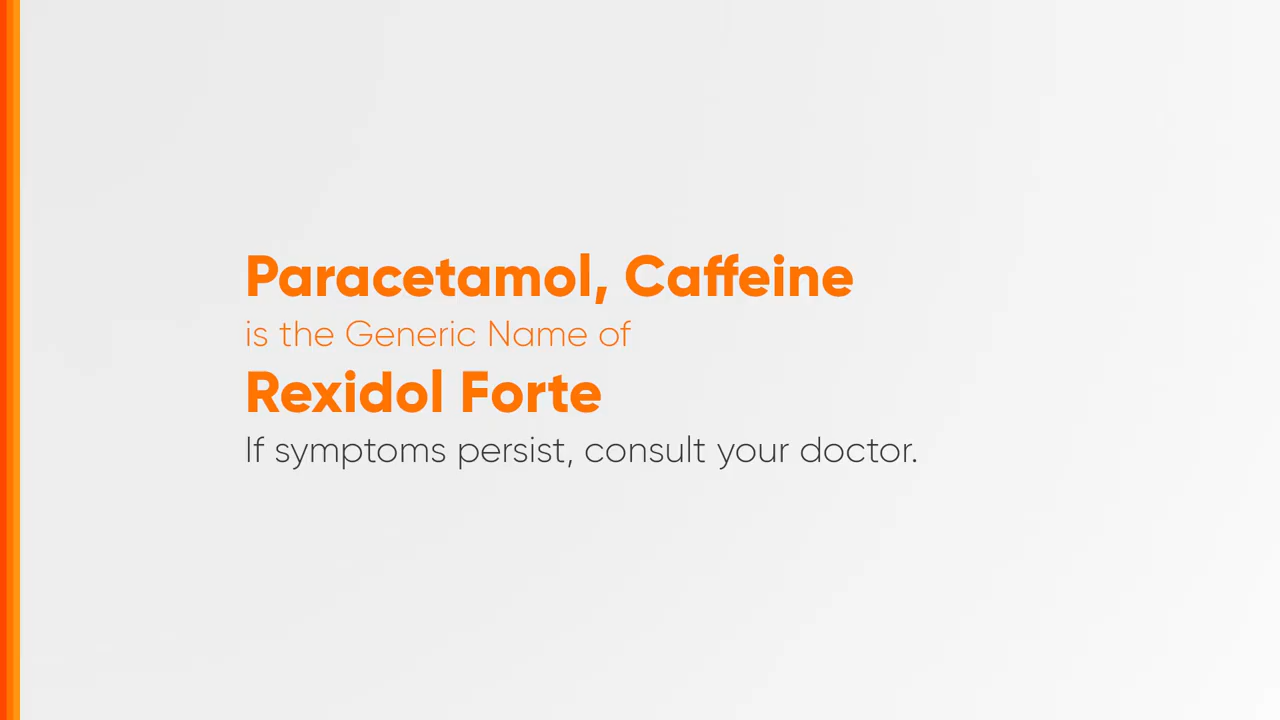 Paracetamol, Caffeine
is the Generic Name of
Rexidol Forte
If symptoms persist, consult your doctor.